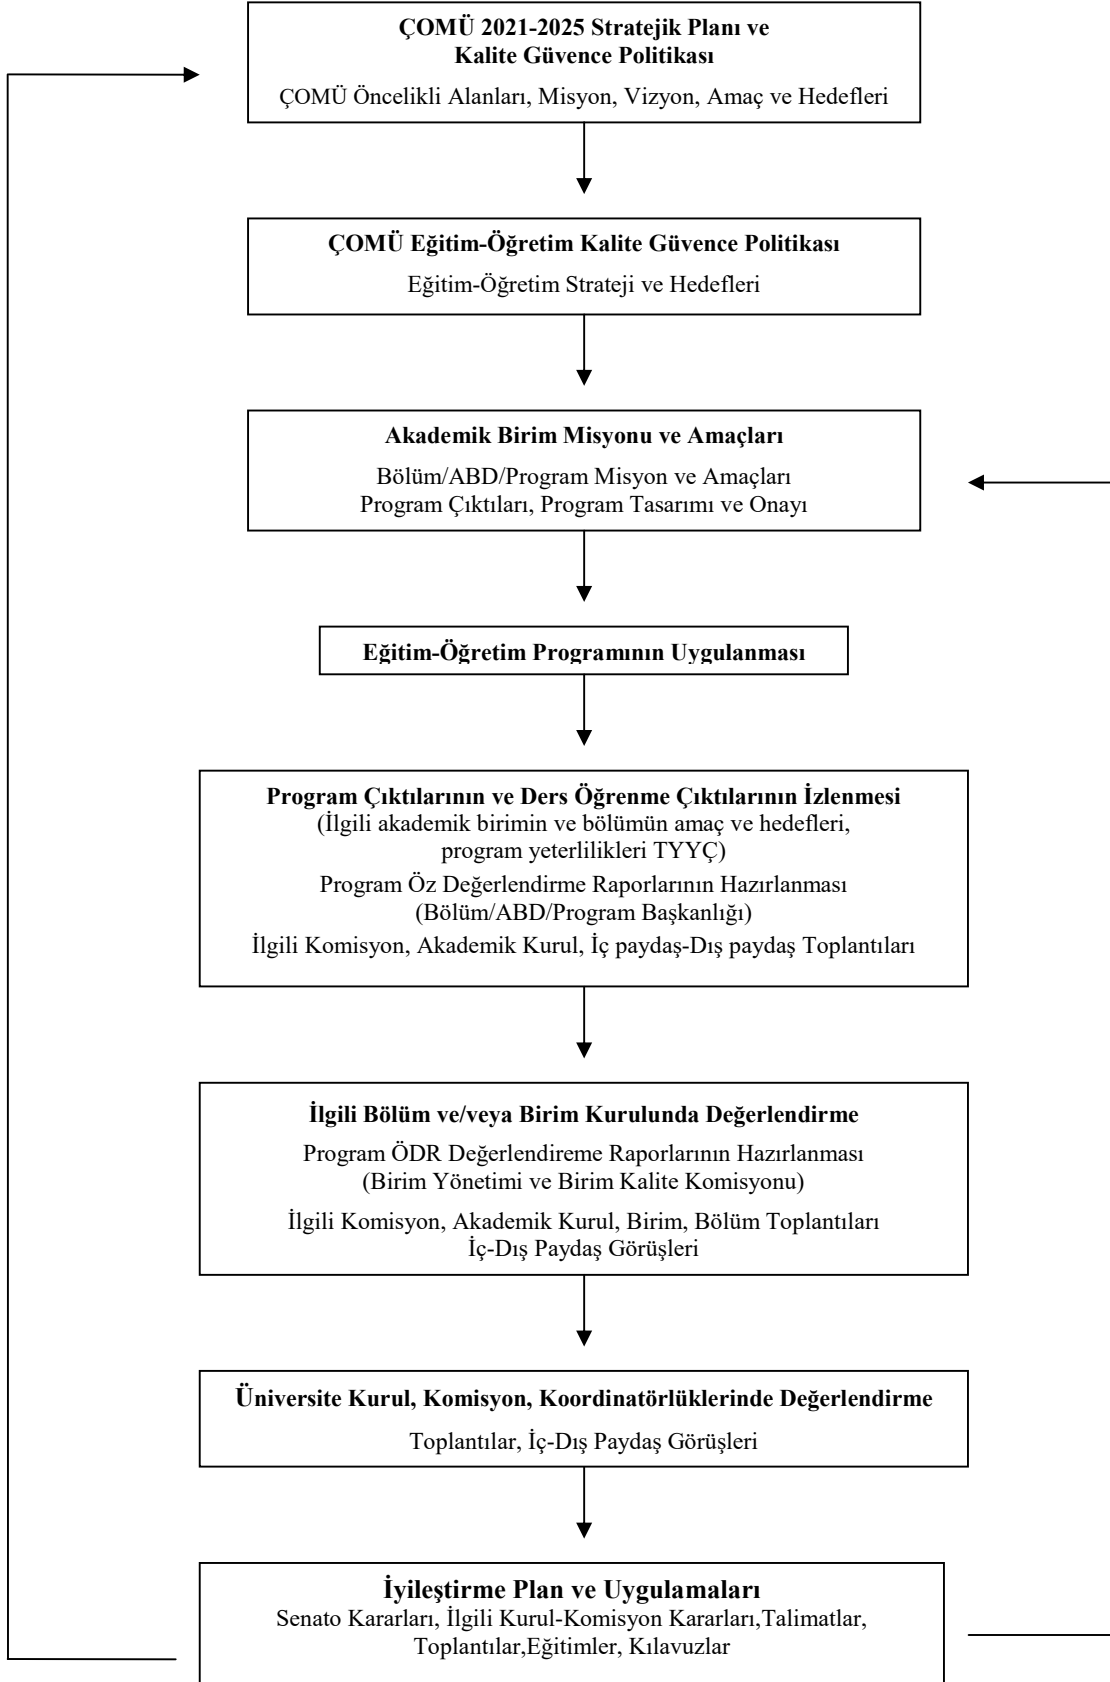 ÇOMÜ 2021-2025 Stratejik Planı ve
Kalite Güvence Politikası
ÇOMÜ Öncelikli Alanları, Misyon, Vizyon, Amaç ve Hedefleri
ÇOMÜ Eğitim-Öğretim Kalite Güvence Politikası
Eğitim-Öğretim Strateji ve Hedefleri
Akademik Birim Misyonu ve Amaçları
Bölüm/ABD/Program Misyon ve Amaçları
Program Çıktıları, Program Tasarımı ve Onayı
Eğitim-Öğretim Programının Uygulanması
Program Çıktılarının ve Ders Öğrenme Çıktılarının İzlenmesi
(İlgili akademik birimin ve bölümün amaç ve hedefleri,
program yeterlilikleri TYYÇ)
Program Öz Değerlendirme Raporlarının Hazırlanması
(Bölüm/ABD/Program Başkanlığı)
İlgili Komisyon, Akademik Kurul, İç paydaş-Dış paydaş Toplantıları
İlgili Bölüm ve/veya Birim Kurulunda Değerlendirme
Program ÖDR Değerlendireme Raporlarının Hazırlanması
(Birim Yönetimi ve Birim Kalite Komisyonu)
İlgili Komisyon, Akademik Kurul, Birim, Bölüm Toplantıları
İç-Dış Paydaş Görüşleri
Üniversite Kurul, Komisyon, Koordinatörlüklerinde Değerlendirme
Toplantılar, İç-Dış Paydaş Görüşleri
İyileştirme Plan ve Uygulamaları
Senato Kararları, İlgili Kurul-Komisyon Kararları,Talimatlar,
Toplantılar,Eğitimler, Kılavuzlar